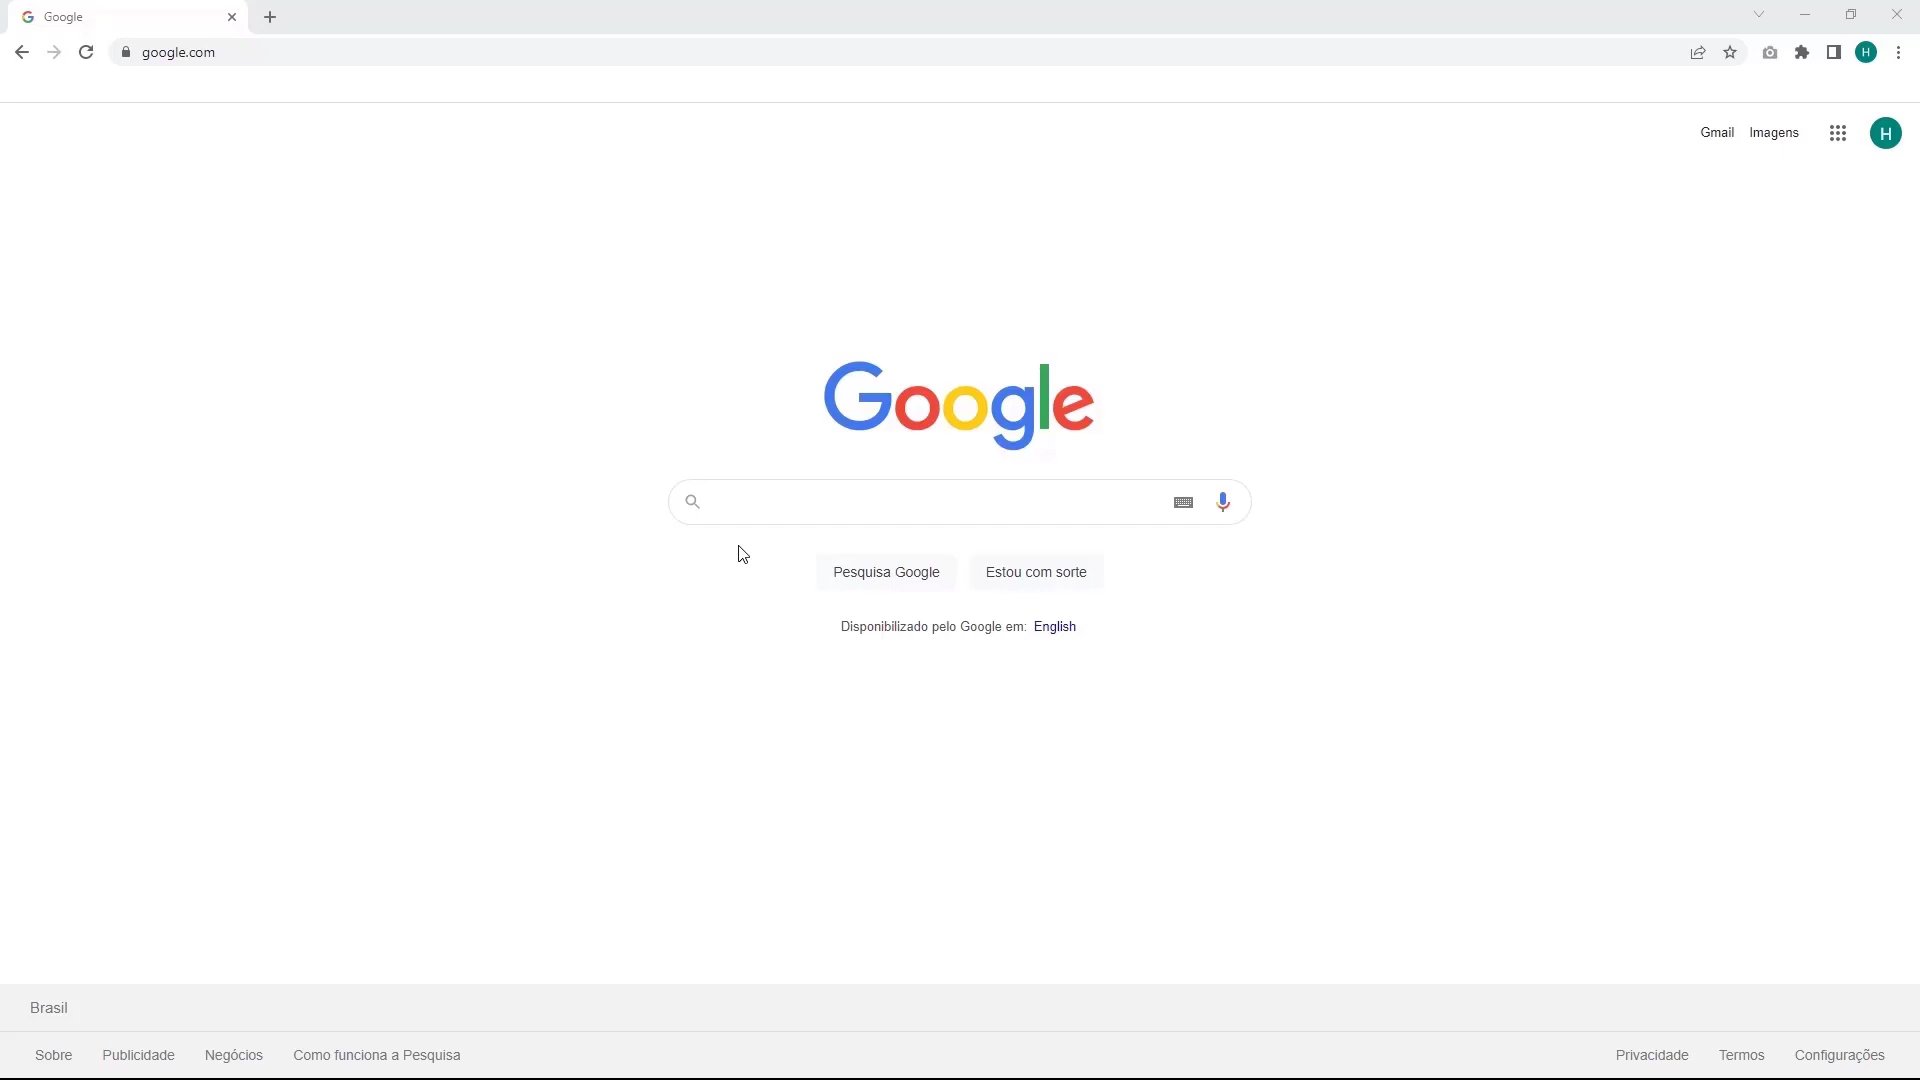 Google
google.com
H
Gmail Imagens
H
Google
Pesquisa Google Estou com sorte
Disponibilizado pelo Google em: English
Brasil
Sobre Publicidade Negócios Como funciona a Pesquisa Privacidade Termos Configurações